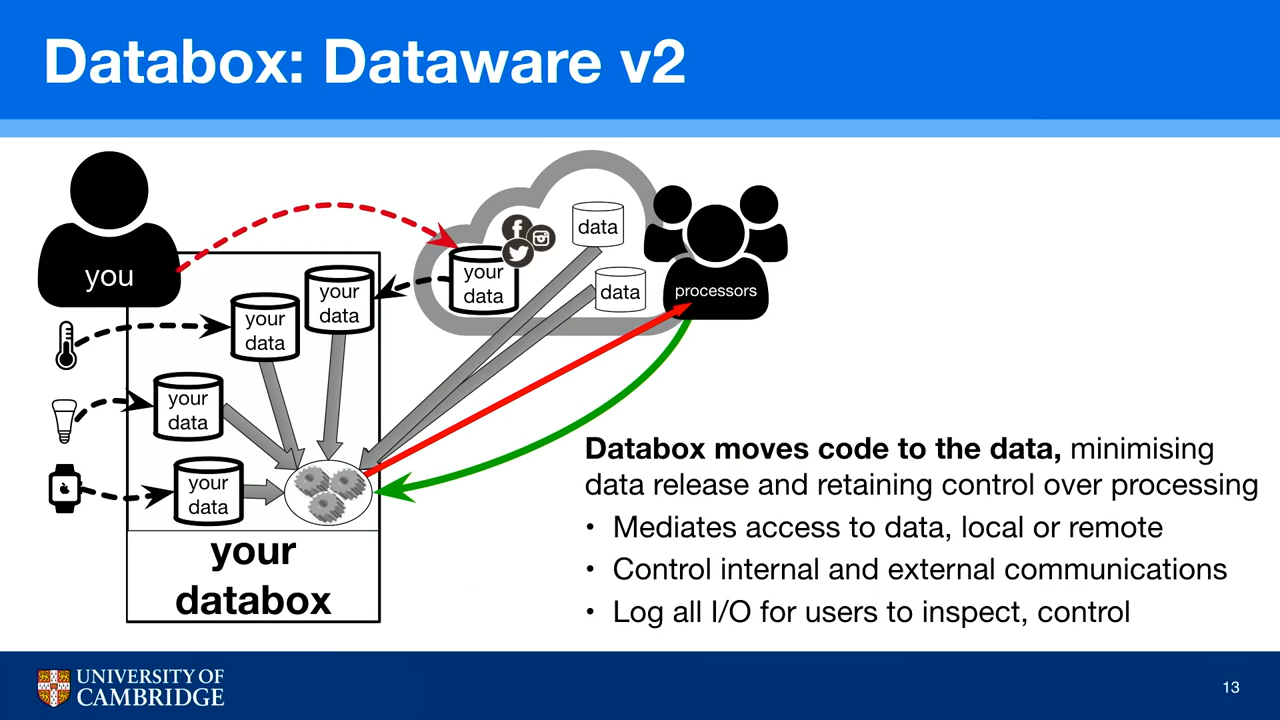 Databox: Dataware v2
you
your
data
your
data
your
data
your
data
your
data
data
data
processors
your
databox
Databox moves code to the data, minimising
data release and retaining control over processing
• Mediates access to data, local or remote
• Control internal and external communications
• Log all I/O for users to inspect, control
UNIVERSITY OF
CAMBRIDGE
13